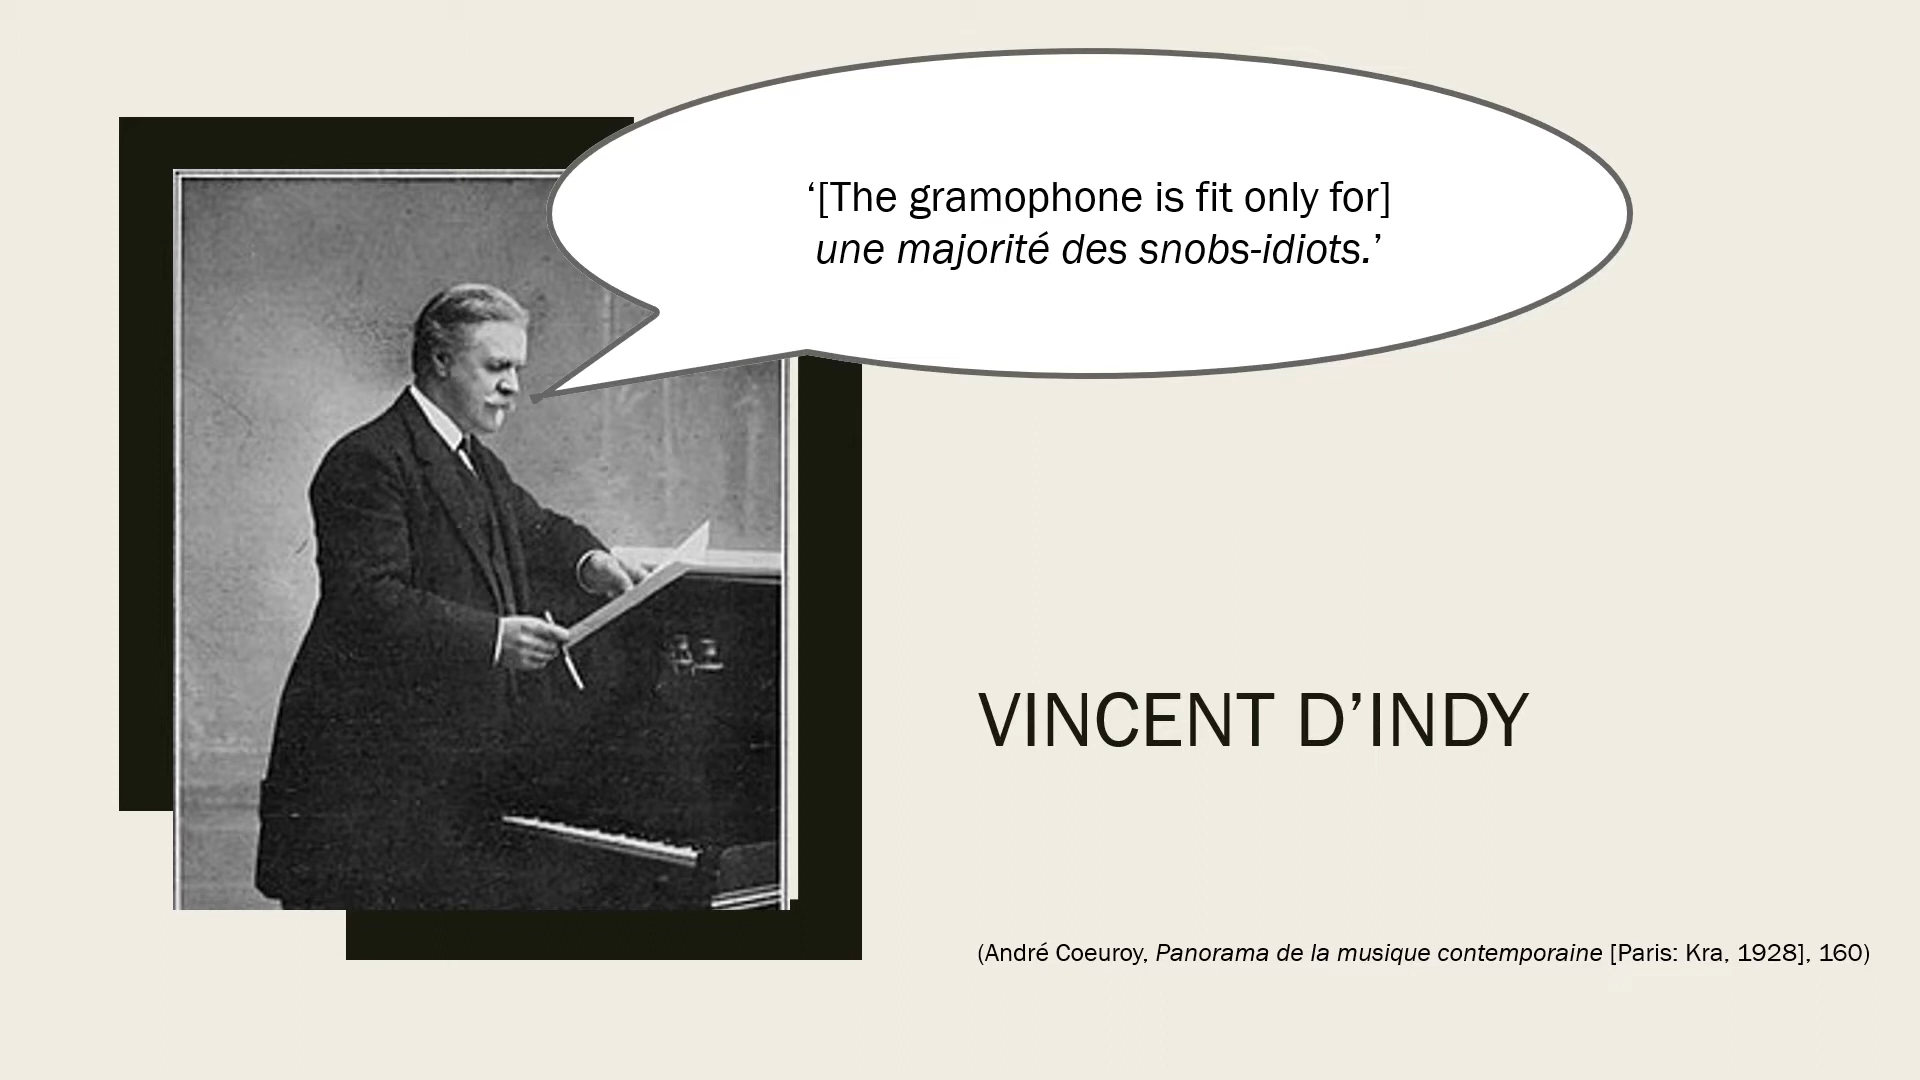 ‘[The gramophone is fit only for]
une majorité des snobs-idiots.’
VINCENT D’INDY
(André Coeuroy, Panorama de la musique contemporaine [Paris: Kra, 1928], 160)